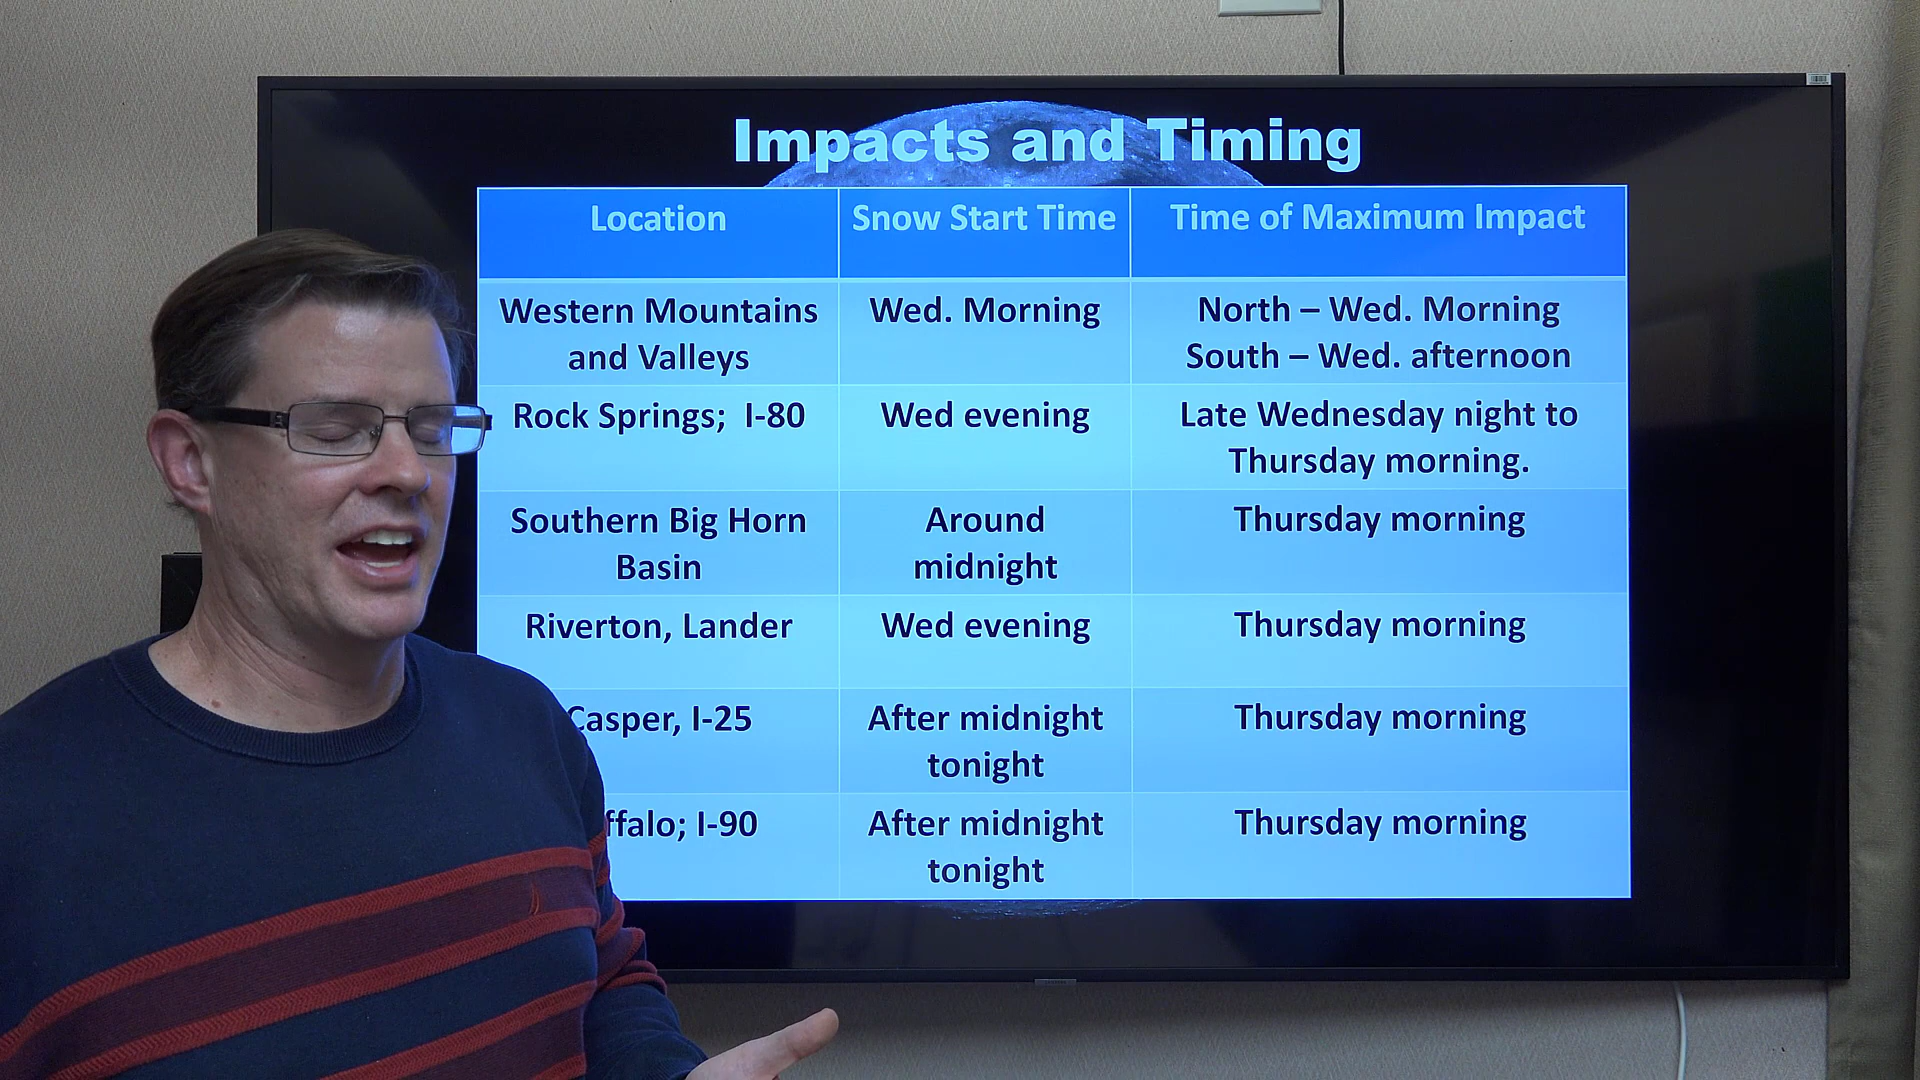 Impacts and Timing
Location
Snow Start Time
Time of Maximum Impact
Western Mountains
and Valleys
Wed. Morning
North – Wed. Morning
South – Wed. afternoon
Rock Springs;  I-80
Wed evening
Late Wednesday night to
Thursday morning.
Southern Big Horn
Basin
Around
midnight
Thursday morning
Riverton, Lander
Wed evening
Thursday morning
Casper, I-25
After midnight
tonight
Thursday morning
ffalo; I-90
After midnight
tonight
Thursday morning